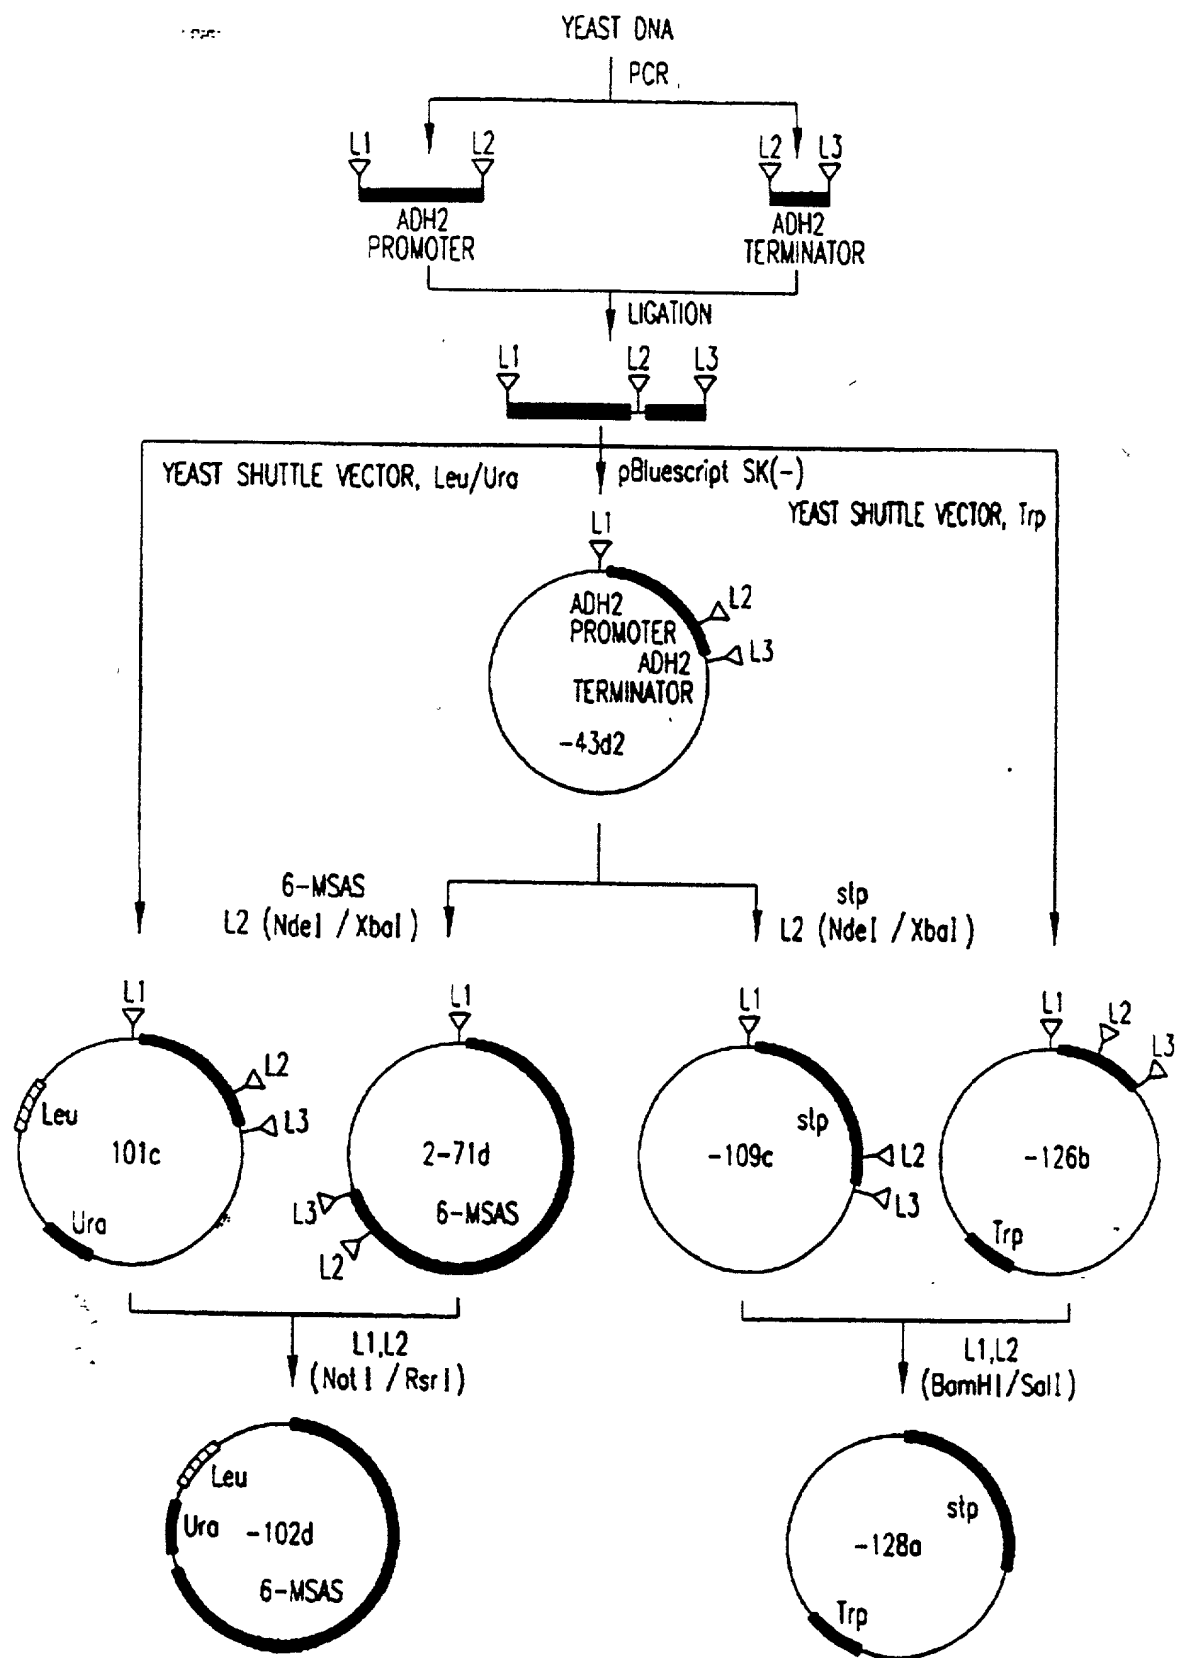 YEAST DNA
PCR
L1 L2 L2 L3
ADH2
PROMOTER
ADH2
TERMINATOR
LIGATION
L1 L2 L3
YEAST SHUTTLE VECTOR, Leu/Ura
pBluescript SK(-)
YEAST SHUTTLE VECTOR, Trp
L1
L2
L3
ADH2
PROMOTER
ADH2
TERMINATOR
-43d2
6-MSAS
L2 (NdeI / XbaI)
stp
L2 (NdeI / XbaI)
L1
L2
L3
Leu
101c
Ura
L1
2-71d
6-MSAS
L3
L2
L1
stp
-109c
L2
L3
L1
L2
L3
-126b
Trp
L1,L2
(Not I / Rsr I)
L1,L2
(BamHI/SalI)
Leu
Ura
-102d
6-MSAS
stp
-128a
Trp